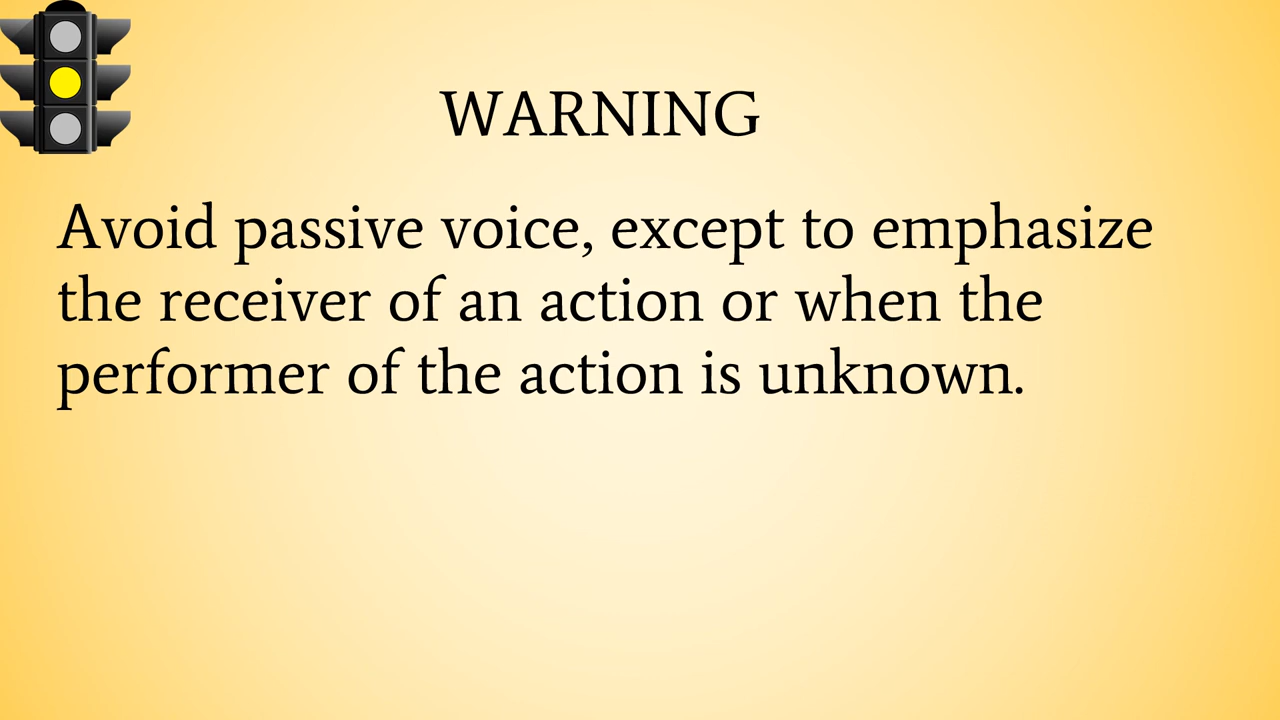 WARNING
Avoid passive voice, except to emphasize
the receiver of an action or when the
performer of the action is unknown.